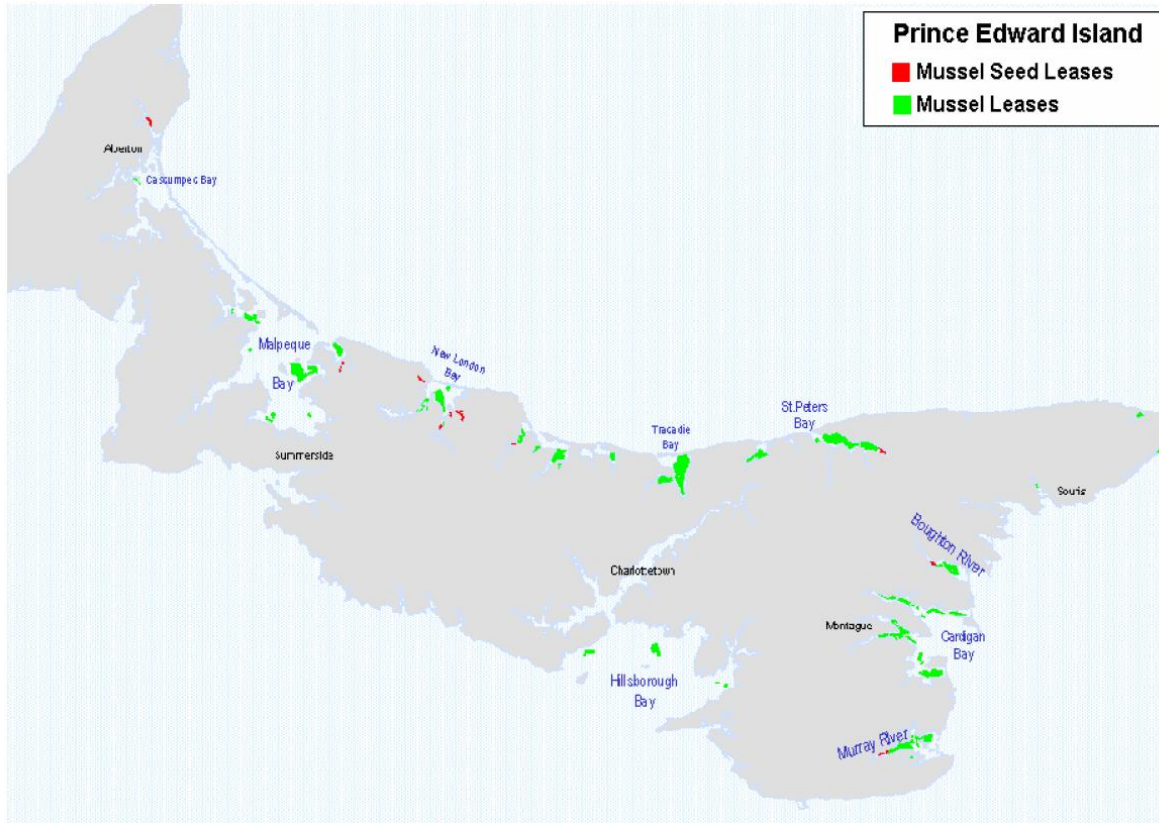 Prince Edward Island
Mussel Seed Leases
Mussel Leases
Alberton
Cascumpec Bay
Malpeque
Bay
New London
Bay
Summerside
Tracadie
Bay
St.Peters
Bay
Souris
Boughton River
Charlottetown
Montague
Cardigan
Bay
Hillsborough
Bay
Murray River